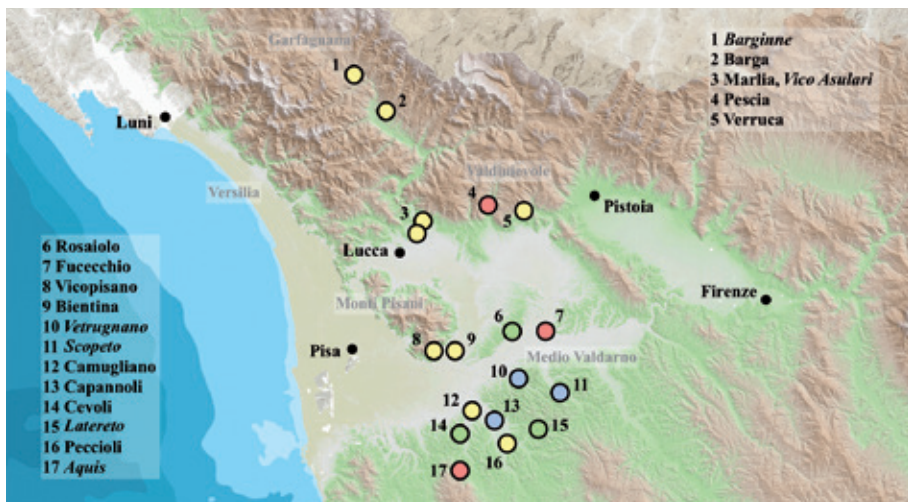 Garfagnana
1
2
Luni
Versilia
Valdinievole
3
4
5
Pistoia
Lucca
Firenze
Monti Pisani
6
7
8
9
Pisa
Medio Valdarno
10
11
12
13
14
15
16
17
1 Barginne
2 Barga
3 Marlia, Vico Asulari
4 Pescia
5 Verruca
6 Rosaiolo
7 Fucecchio
8 Vicopisano
9 Bientina
10 Vetrugnano
11 Scopeto
12 Camugliano
13 Capannoli
14 Cevoli
15 Latereto
16 Peccioli
17 Aquis